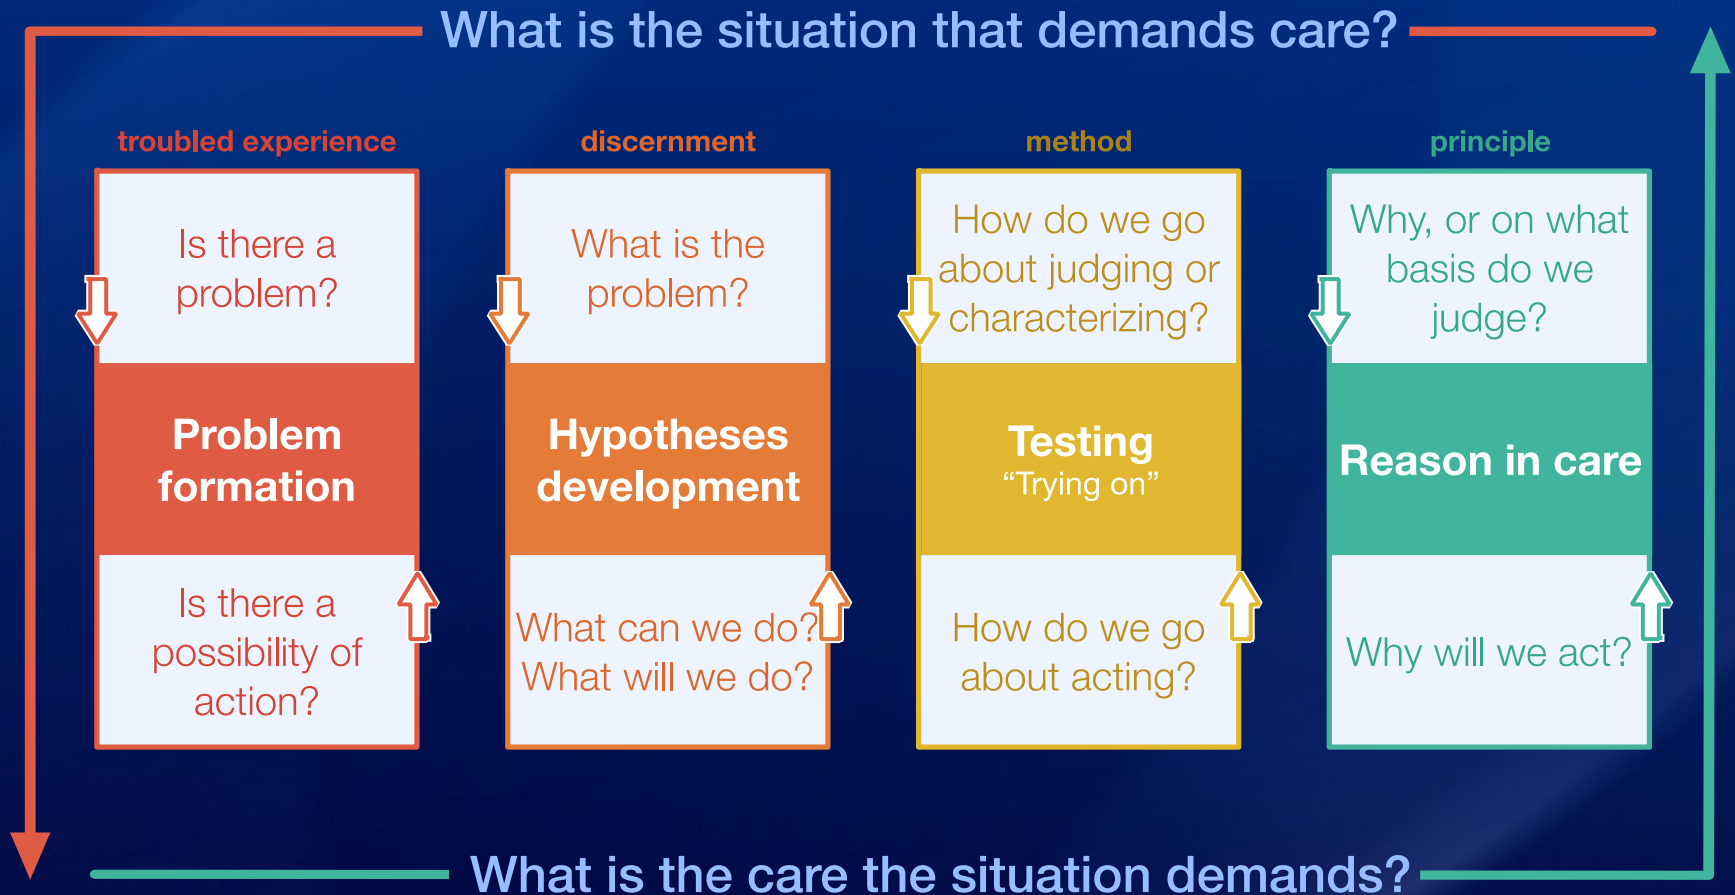 What is the situation that demands care?
troubled experience
Is there a
problem?
Problem
formation
Is there a
possibility of
action?
discernment
What is the
problem?
Hypotheses
development
What can we do?
What will we do?
method
How do we go
about judging or
characterizing?
Testing
“Trying on”
How do we go
about acting?
principle
Why, or on what
basis do we
judge?
Reason in care
Why will we act?
What is the care the situation demands?